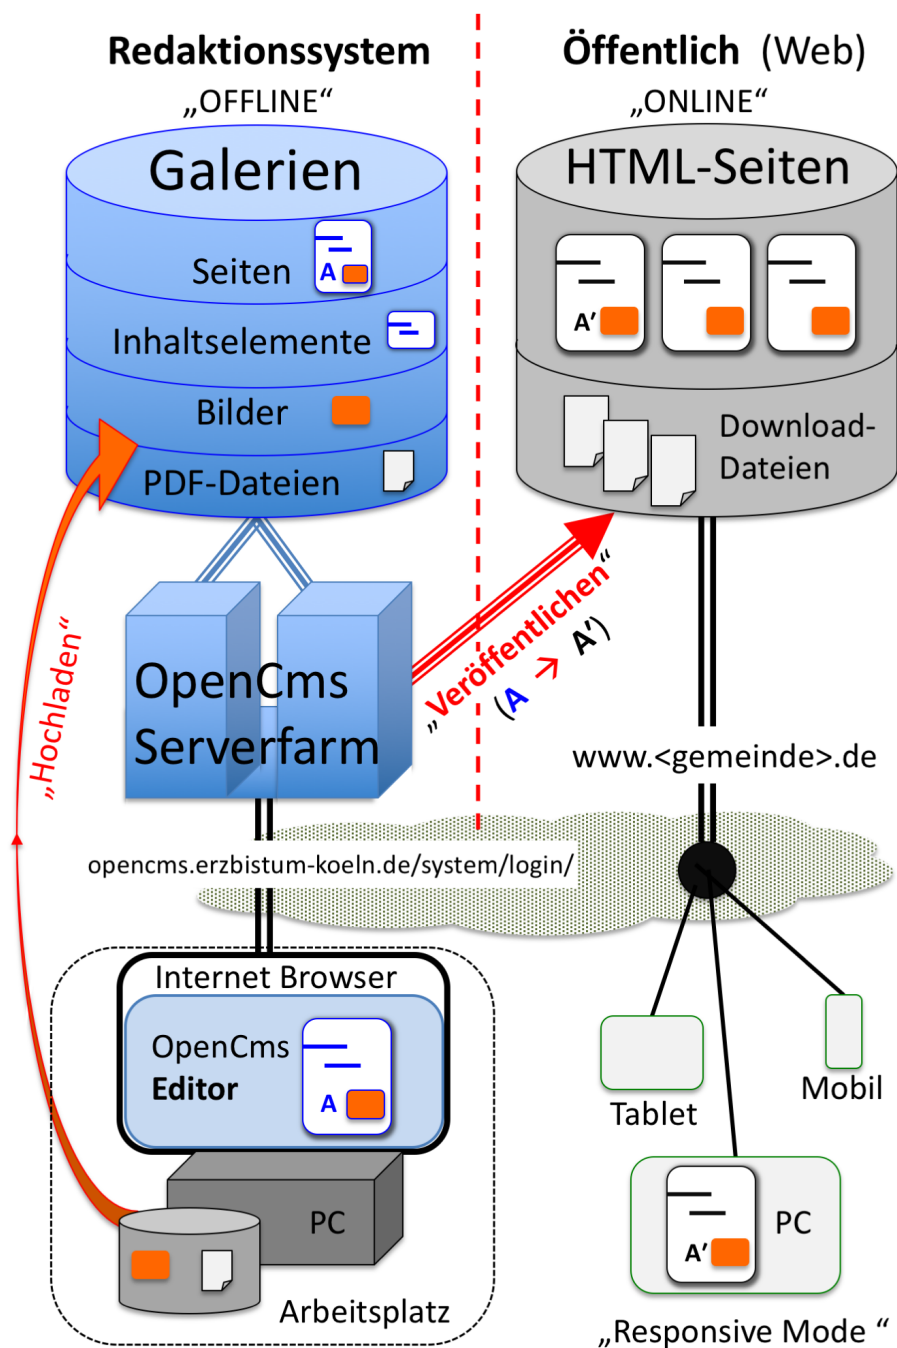 Redaktionssystem
„OFFLINE“
Galerien
Seiten
A
Inhaltselemente
Bilder
PDF-Dateien
„Hochladen“
OpenCms
Serverfarm
„Veröffentlichen“
(A → A′)
Öffentlich (Web)
„ONLINE“
HTML-Seiten
A′
Download-
Dateien
www.<gemeinde>.de
opencms.erzbistum-koeln.de/system/login/
Internet Browser
OpenCms
Editor
A
PC
Arbeitsplatz
Tablet
Mobil
A′
PC
„Responsive Mode “